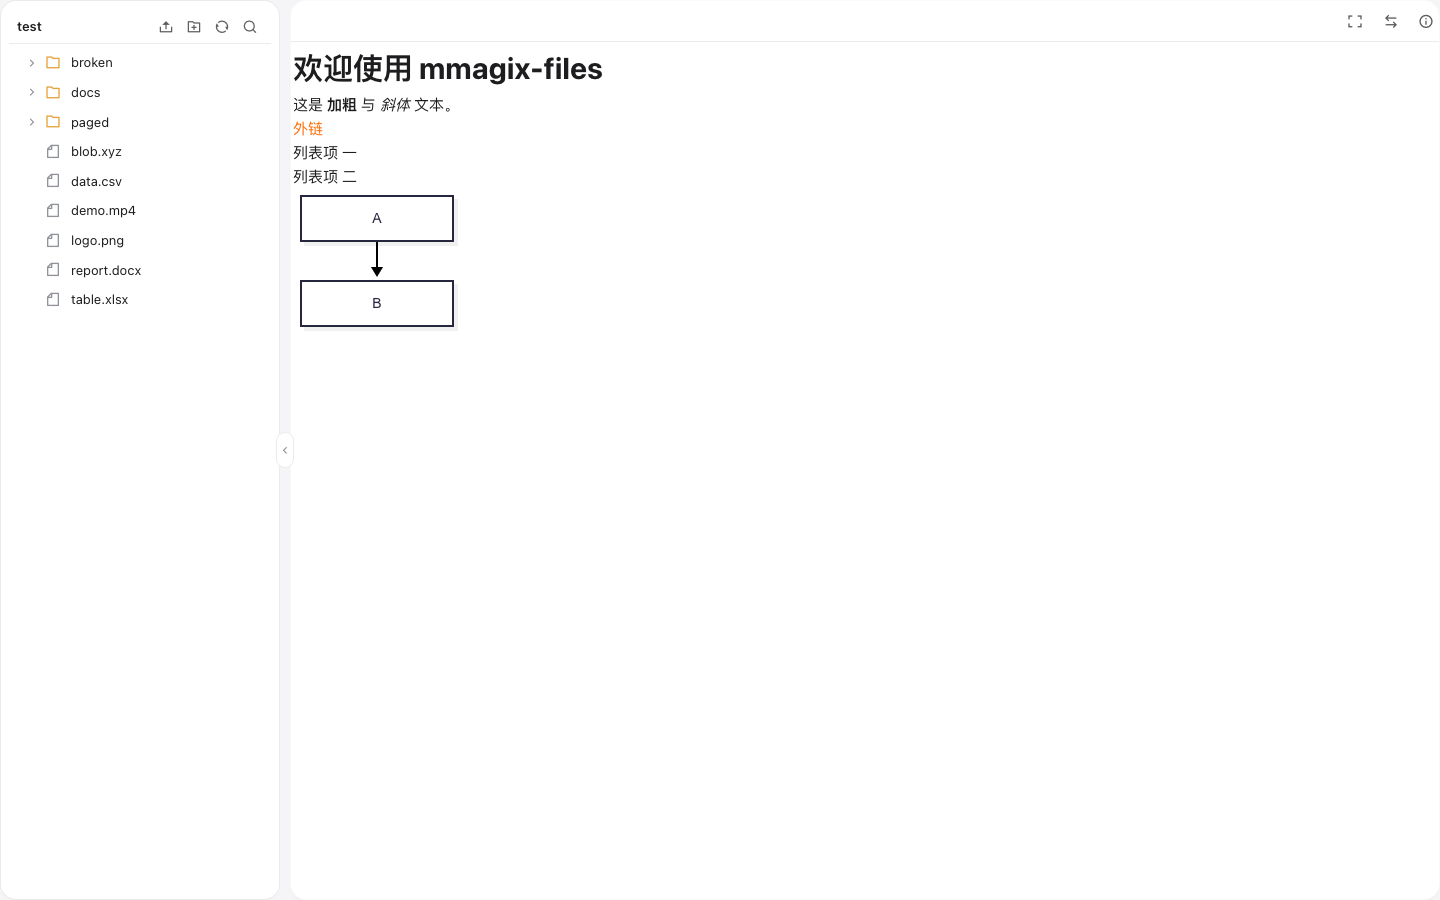 test
broken
docs
paged
blob.xyz
data.csv
demo.mp4
logo.png
report.docx
table.xlsx
欢迎使用 mmagix-files
这是 加粗 与 斜体 文本。
外链
列表项 一
列表项 二
A
B